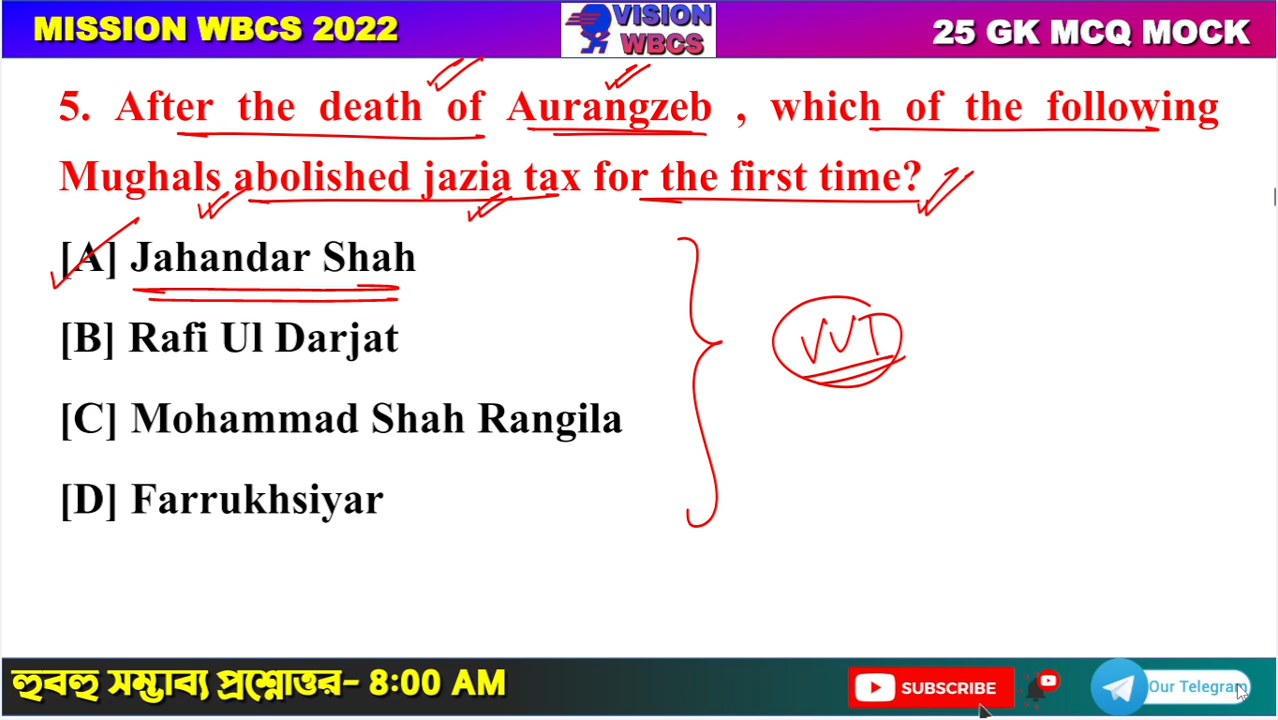 MISSION WBCS 2022
VISION
WBCS
25 GK MCQ MOCK
5. After the death of Aurangzeb , which of the following
Mughals abolished jazia tax for the first time?
[A] Jahandar Shah
[B] Rafi Ul Darjat
[C] Mohammad Shah Rangila
[D] Farrukhsiyar
হুবহু সম্ভাব্য প্রশ্নোত্তর- 8:00 AM
SUBSCRIBE
Our Telegram